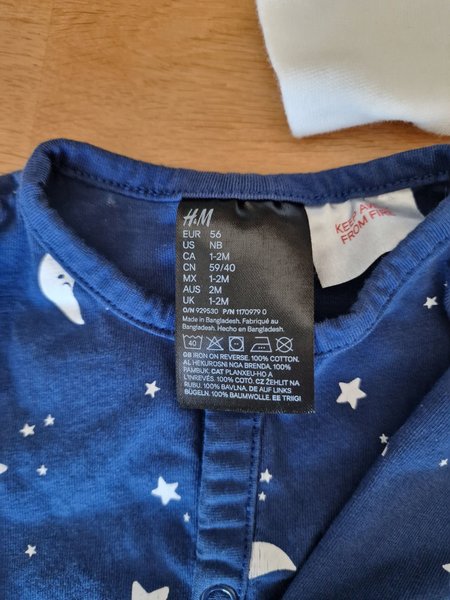 H&M
EUR 56
US NB
CA 1-2M
CN 59/40
MX 1-2M
AUS 2M
UK 1-2M
O/N 929530 P/N 1170979 0
Made in Bangladesh. Fabriqué au
Bangladesh. Hecho en Bangladesh.
40
GB IRON ON REVERSE. 100% COTTON.
AL HEKUROSNI NGA BRENDA. 100%
PAMBUK. CAT PLANXEU-HO A
L'INREVÉS. 100% COTÓ. CZ ŽEHLIT NA
RUBU. 100% BAVLNA. DE AUF LINKS
BÜGELN. 100% BAUMWOLLE. EE TRIIGI
KEEP
FROM FIRE